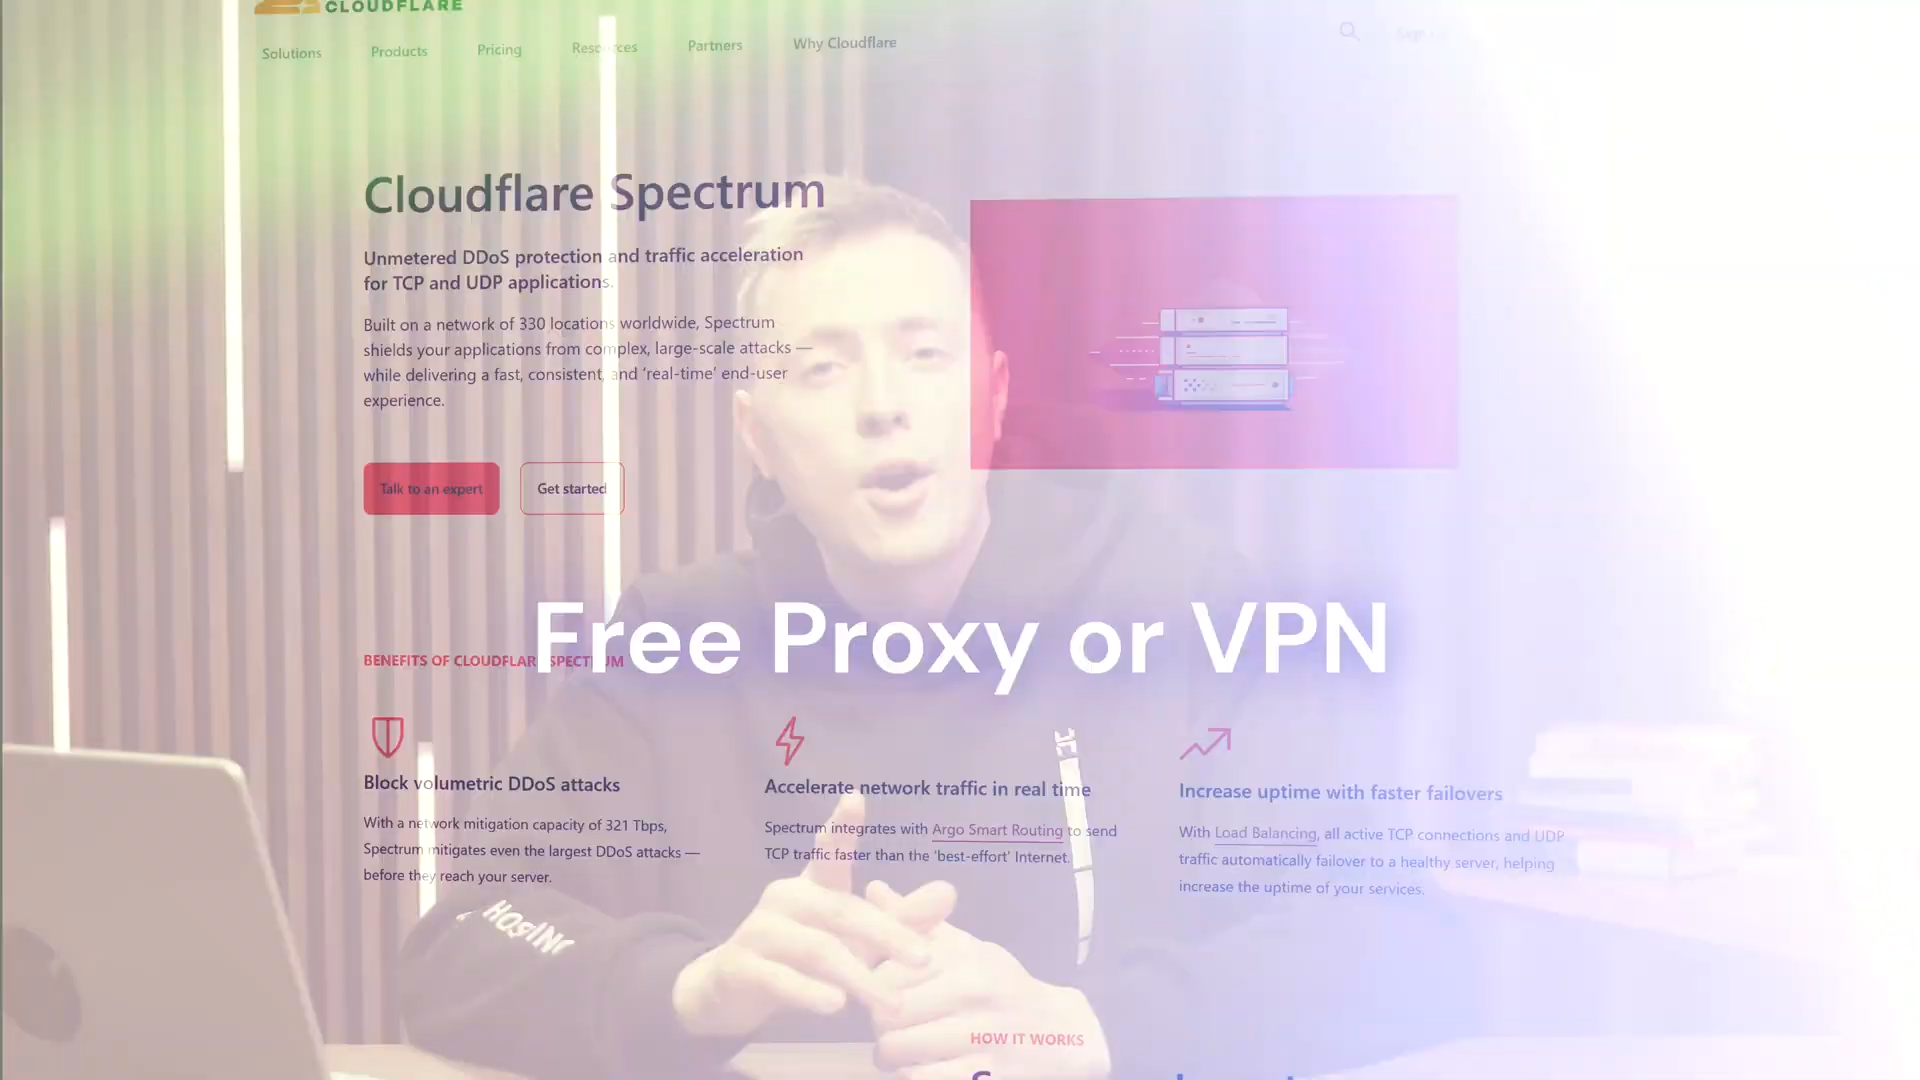 CLOUDFLARE
Solutions Products Pricing Resources Partners Why Cloudflare
Cloudflare Spectrum
Unmetered DDoS protection and traffic acceleration
for TCP and UDP applications.
Built on a network of 330 locations worldwide, Spectrum
shields your applications from complex, large-scale attacks —
while delivering a fast, consistent, and ‘real-time’ end-user
experience.
Talk to an expert Get started
Free Proxy or VPN
BENEFITS OF CLOUDFLARE SPECTRUM
Block volumetric DDoS attacks
With a network mitigation capacity of 321 Tbps,
Spectrum mitigates even the largest DDoS attacks —
before they reach your server.
Accelerate network traffic in real time
Spectrum integrates with Argo Smart Routing to send
TCP traffic faster than the ‘best-effort’ Internet.
Increase uptime with faster failovers
With Load Balancing, all active TCP connections and UDP
traffic automatically failover to a healthy server, helping
increase the uptime of your services.
HOW IT WORKS